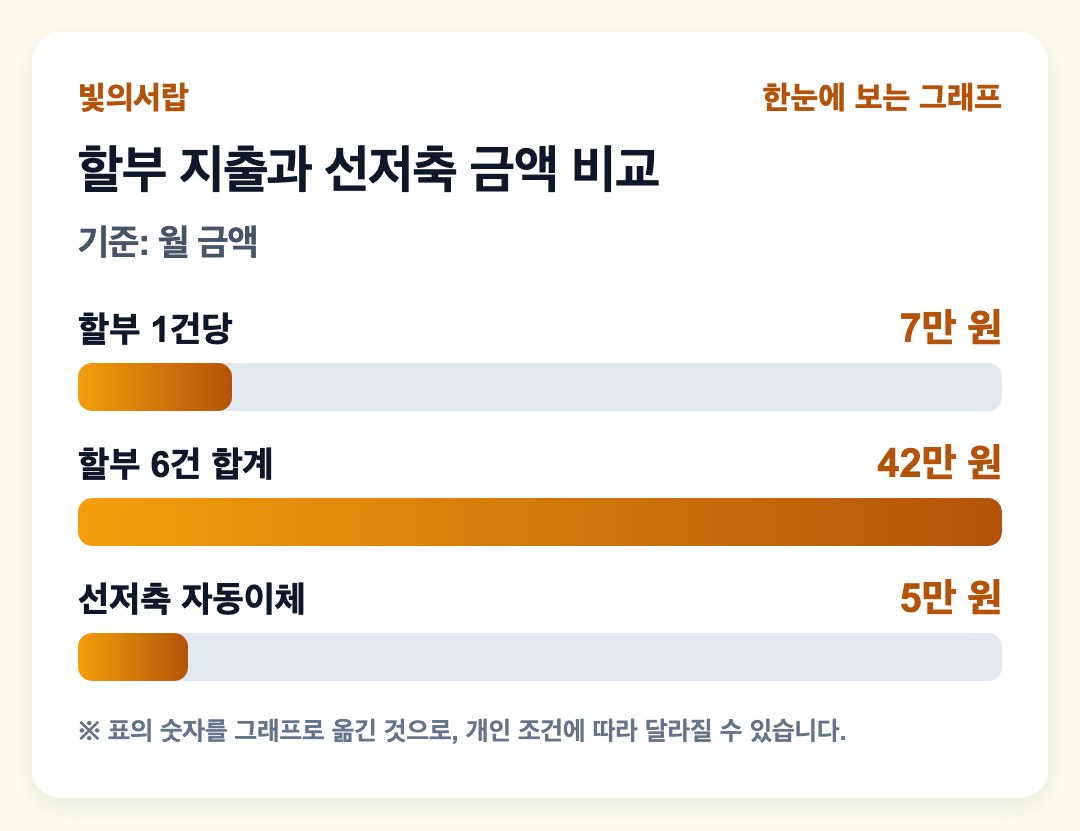 빛의서랍
한눈에 보는 그래프
할부 지출과 선저축 금액 비교
기준: 월 금액
할부 1건당
7만 원
할부 6건 합계
42만 원
선저축 자동이체
5만 원
※ 표의 숫자를 그래프로 옮긴 것으로, 개인 조건에 따라 달라질 수 있습니다.